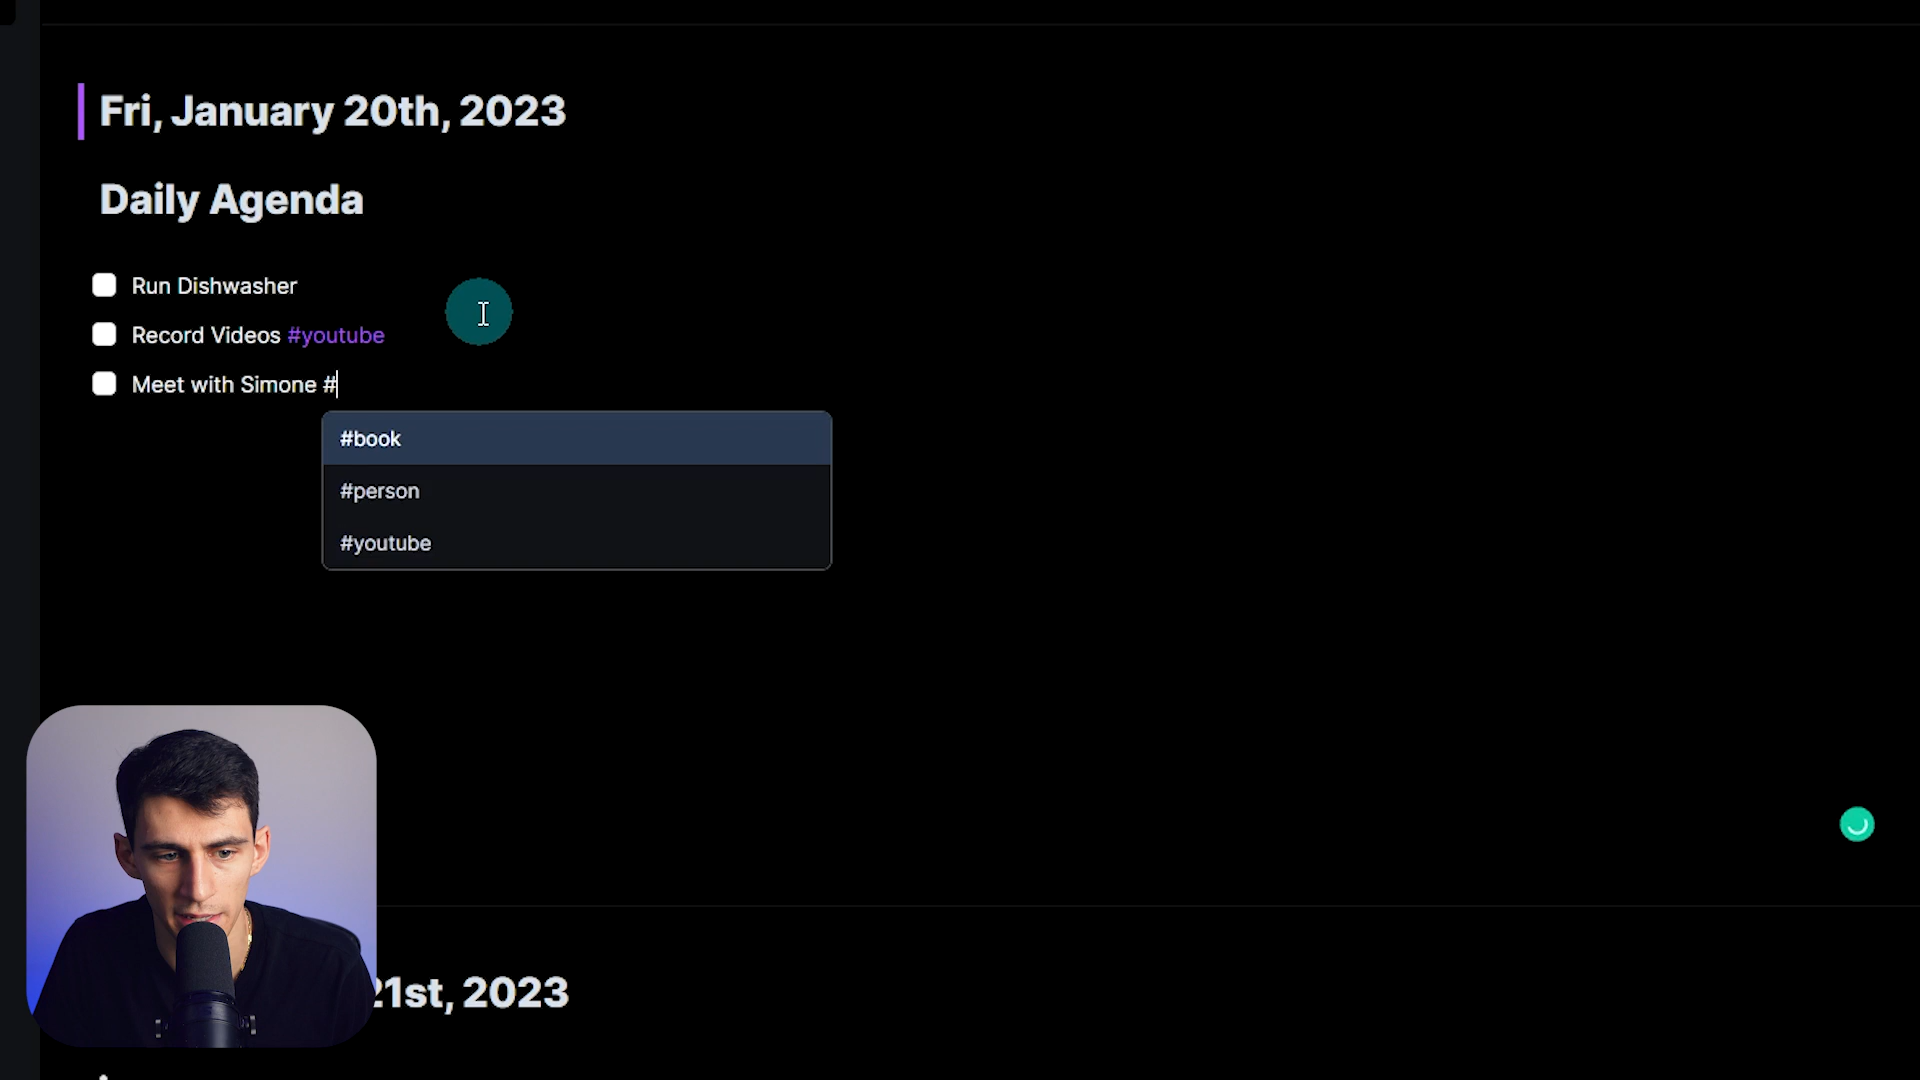 Fri, January 20th, 2023
Daily Agenda
Run Dishwasher
Record Videos #youtube
Meet with Simone #
#book
#person
#youtube
21st, 2023